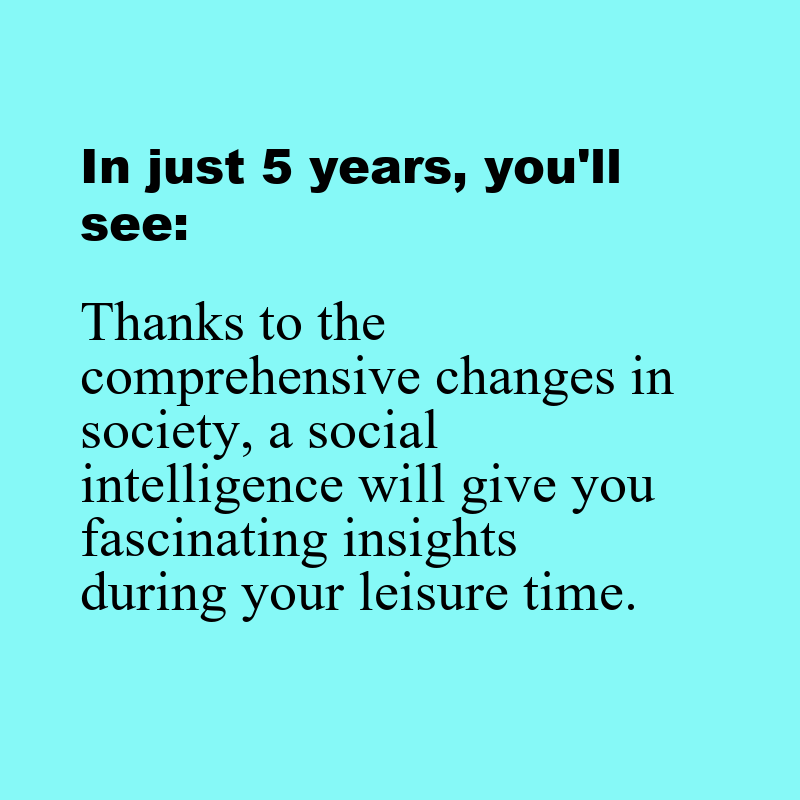 In just 5 years, you'll
see:
Thanks to the
comprehensive changes in
society, a social
intelligence will give you
fascinating insights
during your leisure time.